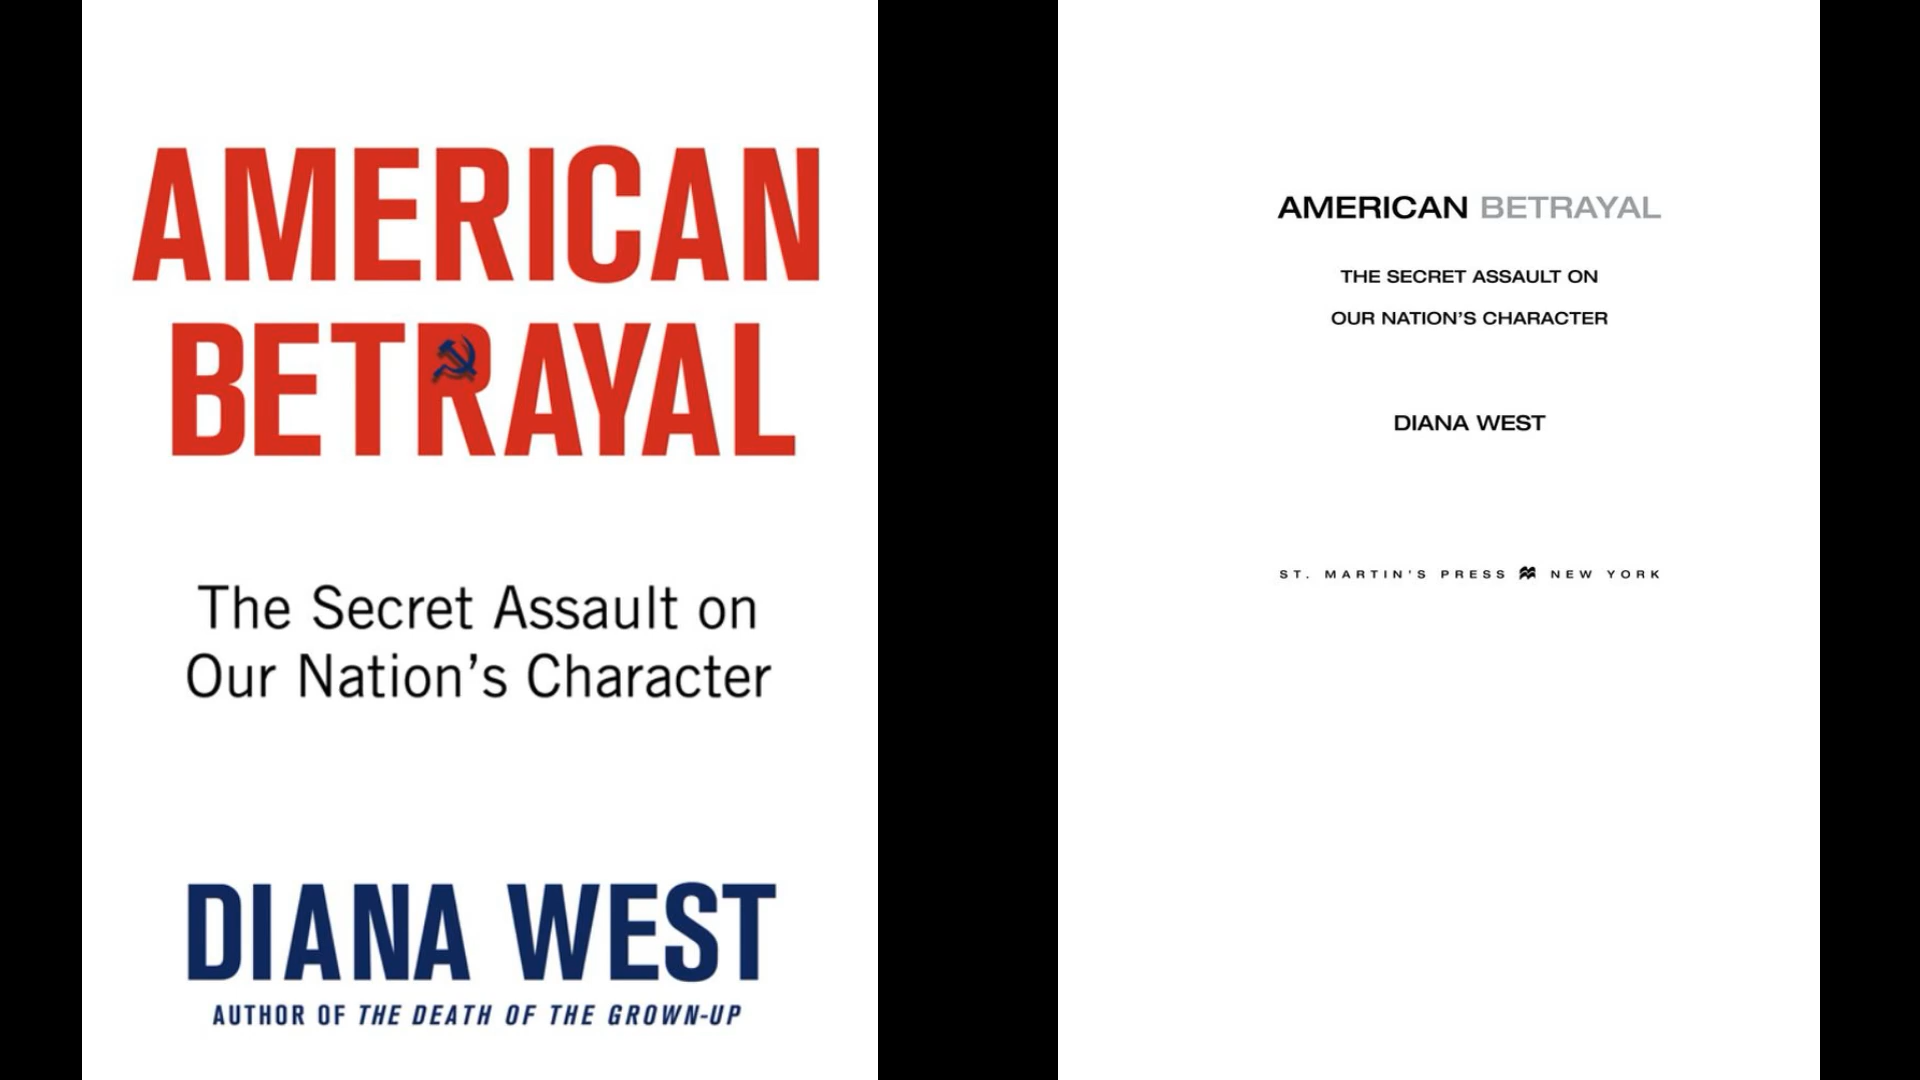 AMERICAN
BETRAYAL
The Secret Assault on
Our Nation’s Character
DIANA WEST
AUTHOR OF THE DEATH OF THE GROWN-UP
AMERICAN BETRAYAL
THE SECRET ASSAULT ON
OUR NATION’S CHARACTER
DIANA WEST
ST. MARTIN’S PRESS NEW YORK